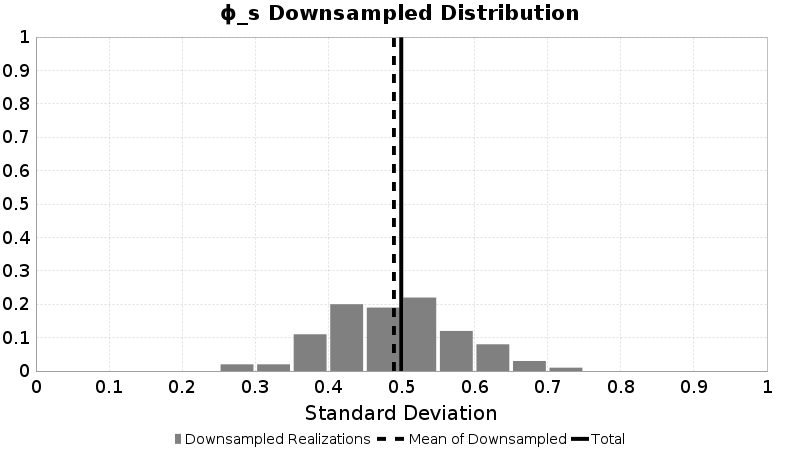 ϕ_s Downsampled Distribution
1
0.9
0.8
0.7
0.6
0.5
0.4
0.3
0.2
0.1
0
0 0.1 0.2 0.3 0.4 0.5 0.6 0.7 0.8 0.9 1
Standard Deviation
Downsampled Realizations Mean of Downsampled Total